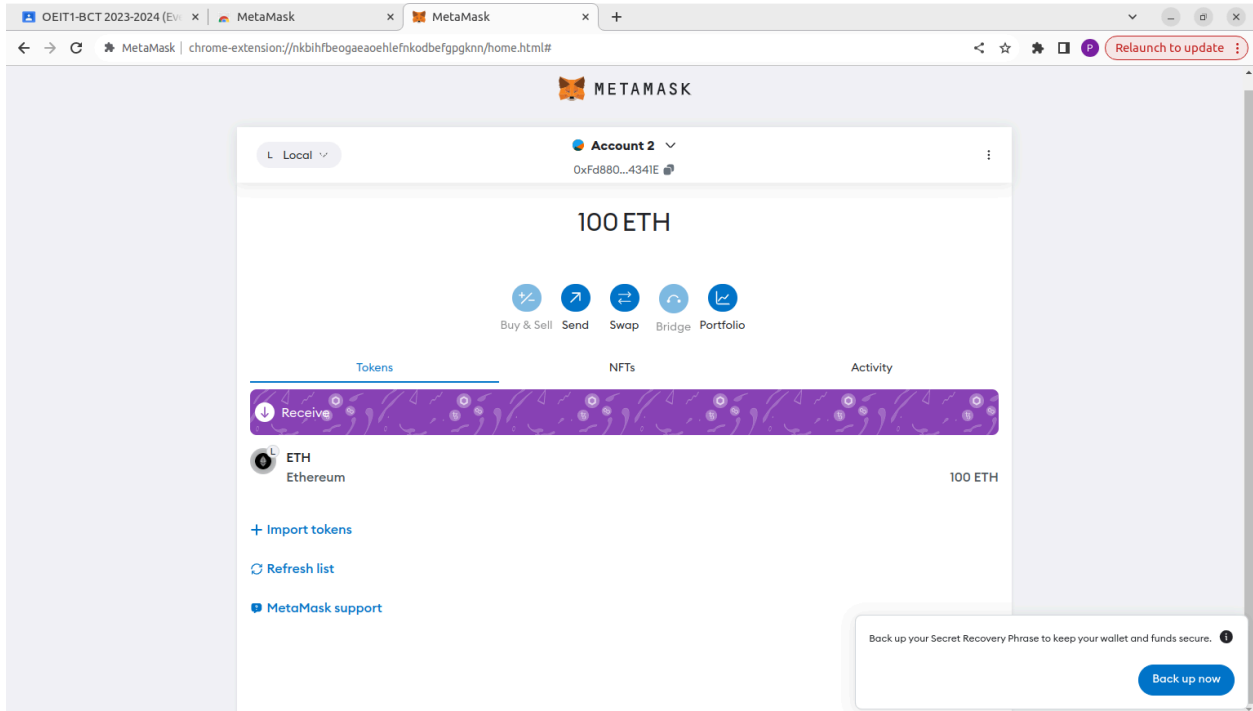 OEIT1-BCT 2023-2024 (Ev
MetaMask
MetaMask
MetaMask | chrome-extension://nkbihfbeogaeaoehlefnkodbefgpgknn/home.html#
P
Relaunch to update
METAMASK
L Local
Account 2
0xFd880...4341E
100 ETH
Buy & Sell Send Swap Bridge Portfolio
Tokens NFTs Activity
Receive
L
ETH
Ethereum
100 ETH
+ Import tokens
Refresh list
MetaMask support
Back up your Secret Recovery Phrase to keep your wallet and funds secure.
Back up now